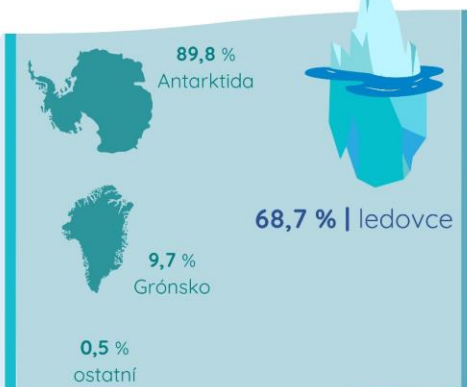 89,8 %
Antarktida
68,7 % | ledovce
9,7 %
Grónsko
0,5 %
ostatní